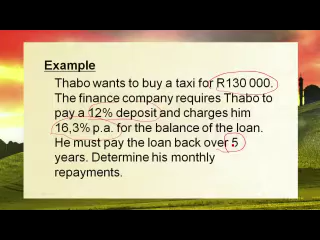 Example
Thabo wants to buy a taxi for R130 000.
The finance company requires Thabo to
pay a 12% deposit and charges him
16,3% p.a. for the balance of the loan.
He must pay the loan back over 5
years. Determine his monthly
repayments.